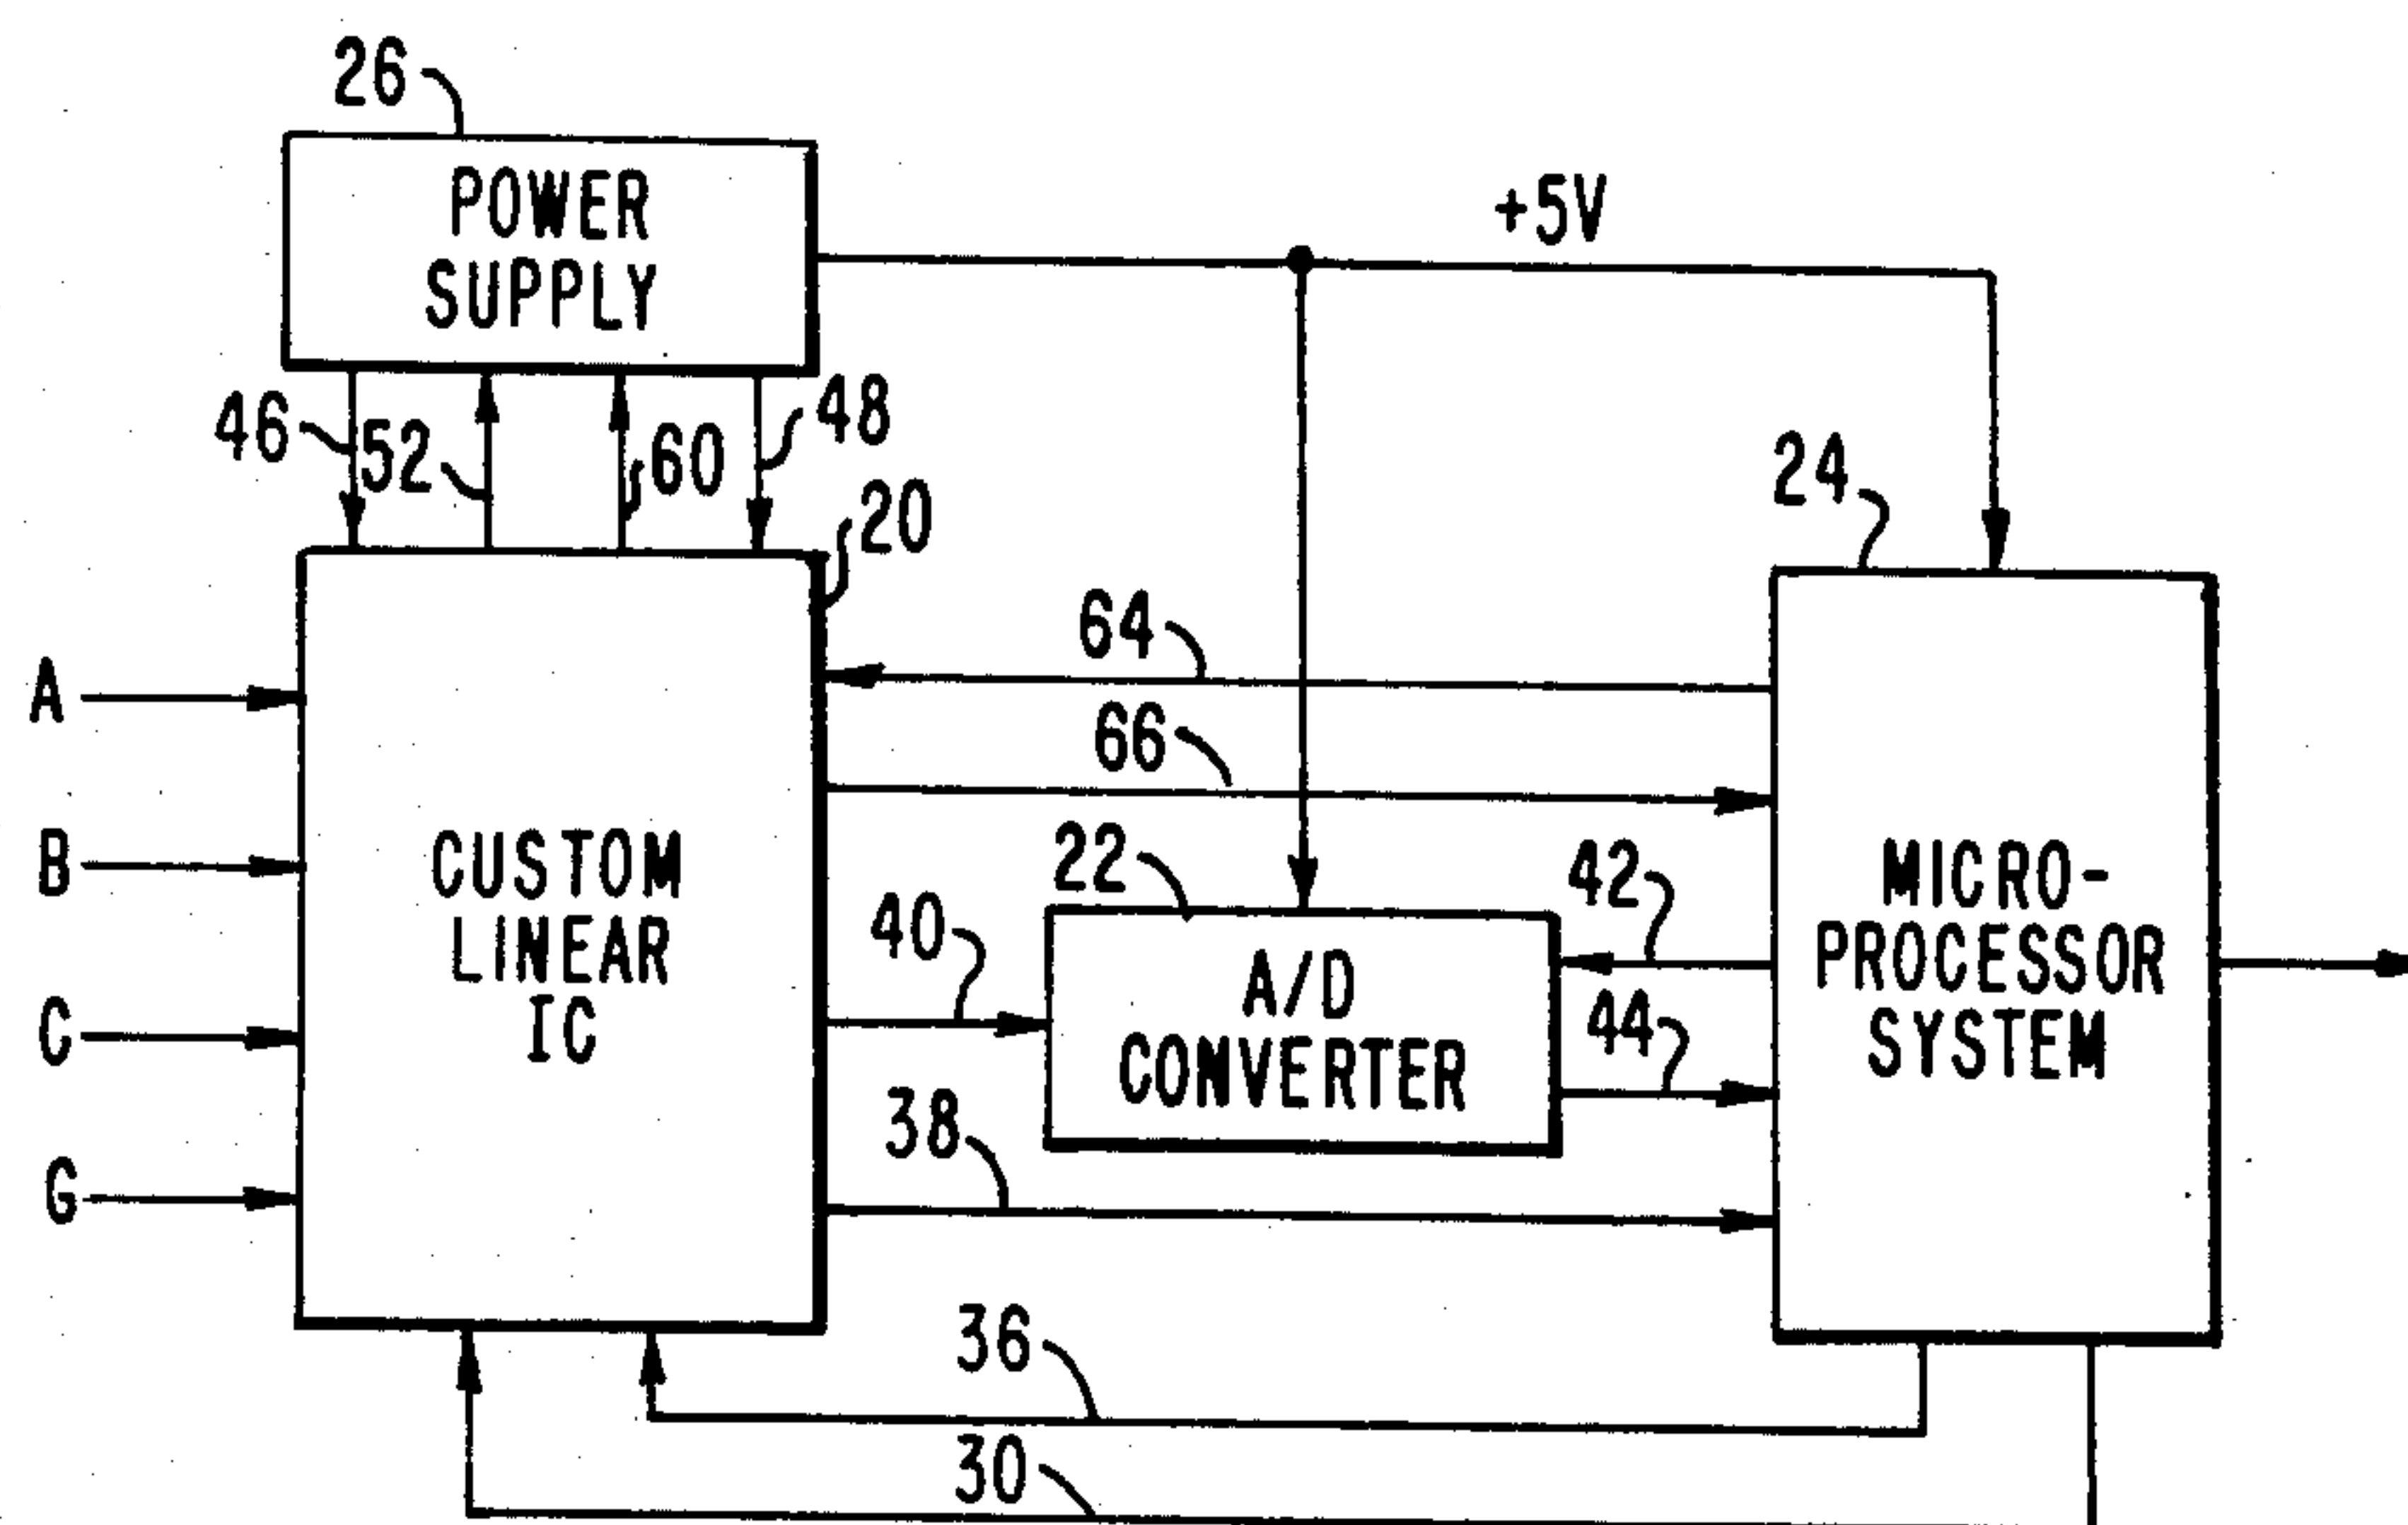 26
POWER
SUPPLY
+5V
46
52
60
48
20
24
64
66
A
B
C
G
CUSTOM
LINEAR
IC
22
40
A/D
CONVERTER
42
44
MICRO-
PROCESSOR
SYSTEM
38
36
30